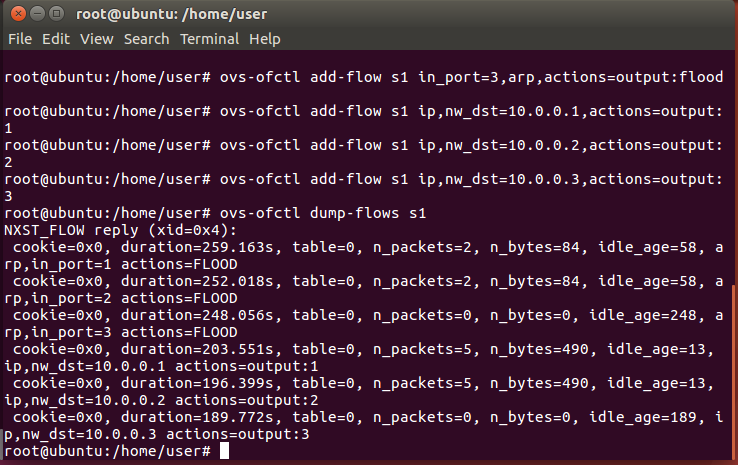 root@ubuntu: /home/user
File Edit View Search Terminal Help
root@ubuntu:/home/user# ovs-ofctl add-flow s1 in_port=3,arp,actions=output:flood
root@ubuntu:/home/user# ovs-ofctl add-flow s1 ip,nw_dst=10.0.0.1,actions=output:
1
root@ubuntu:/home/user# ovs-ofctl add-flow s1 ip,nw_dst=10.0.0.2,actions=output:
2
root@ubuntu:/home/user# ovs-ofctl add-flow s1 ip,nw_dst=10.0.0.3,actions=output:
3
root@ubuntu:/home/user# ovs-ofctl dump-flows s1
NXST_FLOW reply (xid=0x4):
 cookie=0x0, duration=259.163s, table=0, n_packets=2, n_bytes=84, idle_age=58, a
rp,in_port=1 actions=FLOOD
 cookie=0x0, duration=252.018s, table=0, n_packets=2, n_bytes=84, idle_age=58, a
rp,in_port=2 actions=FLOOD
 cookie=0x0, duration=248.056s, table=0, n_packets=0, n_bytes=0, idle_age=248, a
rp,in_port=3 actions=FLOOD
 cookie=0x0, duration=203.551s, table=0, n_packets=5, n_bytes=490, idle_age=13,
ip,nw_dst=10.0.0.1 actions=output:1
 cookie=0x0, duration=196.399s, table=0, n_packets=5, n_bytes=490, idle_age=13,
ip,nw_dst=10.0.0.2 actions=output:2
 cookie=0x0, duration=189.772s, table=0, n_packets=0, n_bytes=0, idle_age=189, i
p,nw_dst=10.0.0.3 actions=output:3
root@ubuntu:/home/user#